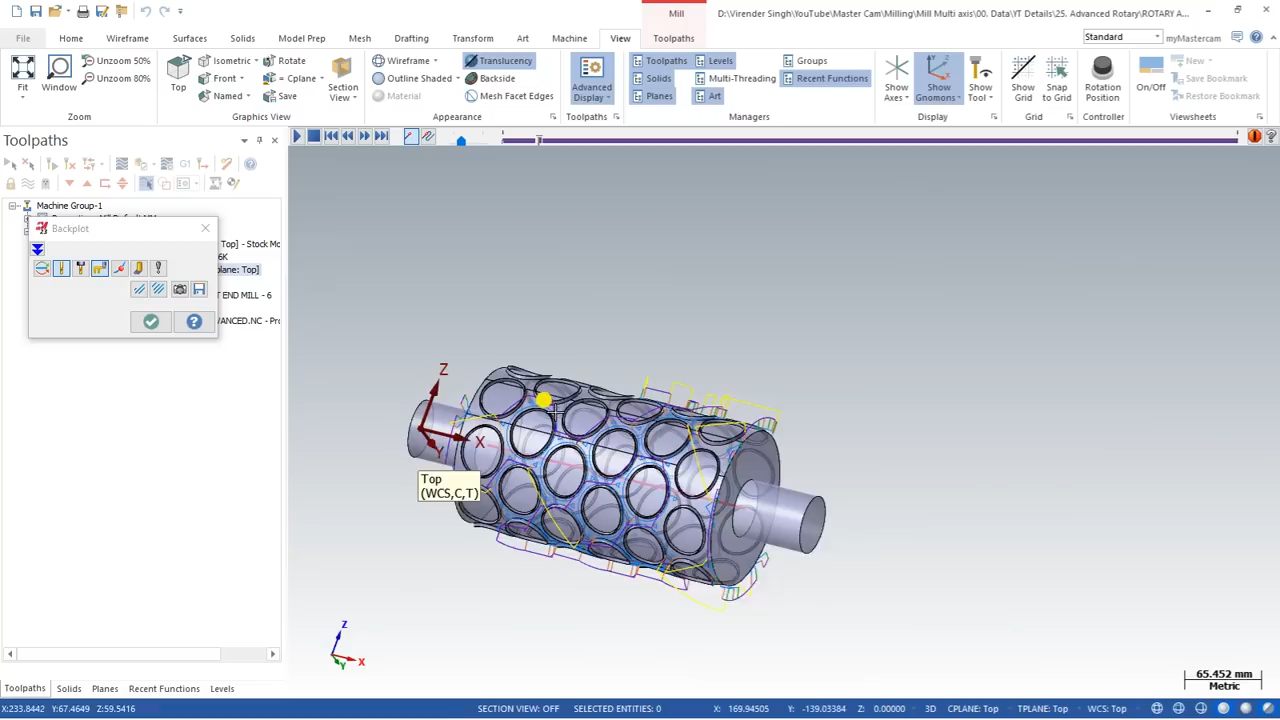 Mill
D:\Virender Singh\YouTube\Master Cam\Milling\Mill Multi axis\00. Data\YT Details\25. Advanced Rotary\ROTARY A...
File
Home
Wireframe
Surfaces
Solids
Model Prep
Mesh
Drafting
Transform
Art
Machine
View
Toolpaths
Standard
myMastercam
Fit
Window
Unzoom 50%
Unzoom 80%
Zoom
Top
Isometric
Front
Named
Rotate
= Cplane
Save
Section
View
Graphics View
Wireframe
Outline Shaded
Material
Translucency
Backside
Mesh Facet Edges
Appearance
Advanced
Display
Toolpaths
Toolpaths
Solids
Planes
Levels
Multi-Threading
Art
Groups
Recent Functions
Managers
Show
Axes
Show
Gnomons
Show
Tool
Display
Show
Grid
Snap
to Grid
Grid
Rotation
Position
Controller
On/Off
New
Save Bookmark
Restore Bookmark
Viewsheets
Toolpaths
G1
Machine Group-1
Backplot
Top] - Stock Mo
6K
plane: Top]
T END MILL - 6
VANCED.NC - Pro
Z
X
Y
Top
(WCS,C,T)
Z
X
Y
65.452 mm
Metric
Toolpaths
Solids
Planes
Recent Functions
Levels
X:233.8442 Y:67.4649 Z:59.5416
SECTION VIEW: OFF
SELECTED ENTITIES: 0
X: 169.94505
Y: -139.03384
Z: 0.00000
3D
CPLANE: Top
TPLANE: Top
WCS: Top